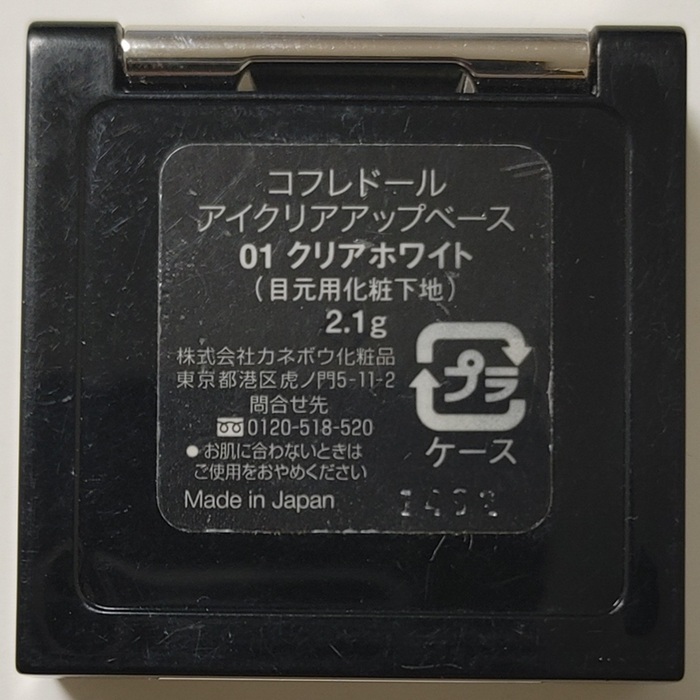 コフレドール
アイクリアアップベース
01 クリアホワイト
（目元用化粧下地）
2.1g
株式会社カネボウ化粧品
東京都港区虎ノ門5-11-2
問合せ先
0120-518-520
●お肌に合わないときは
ご使用をおやめください
Made in Japan
プラ
ケース